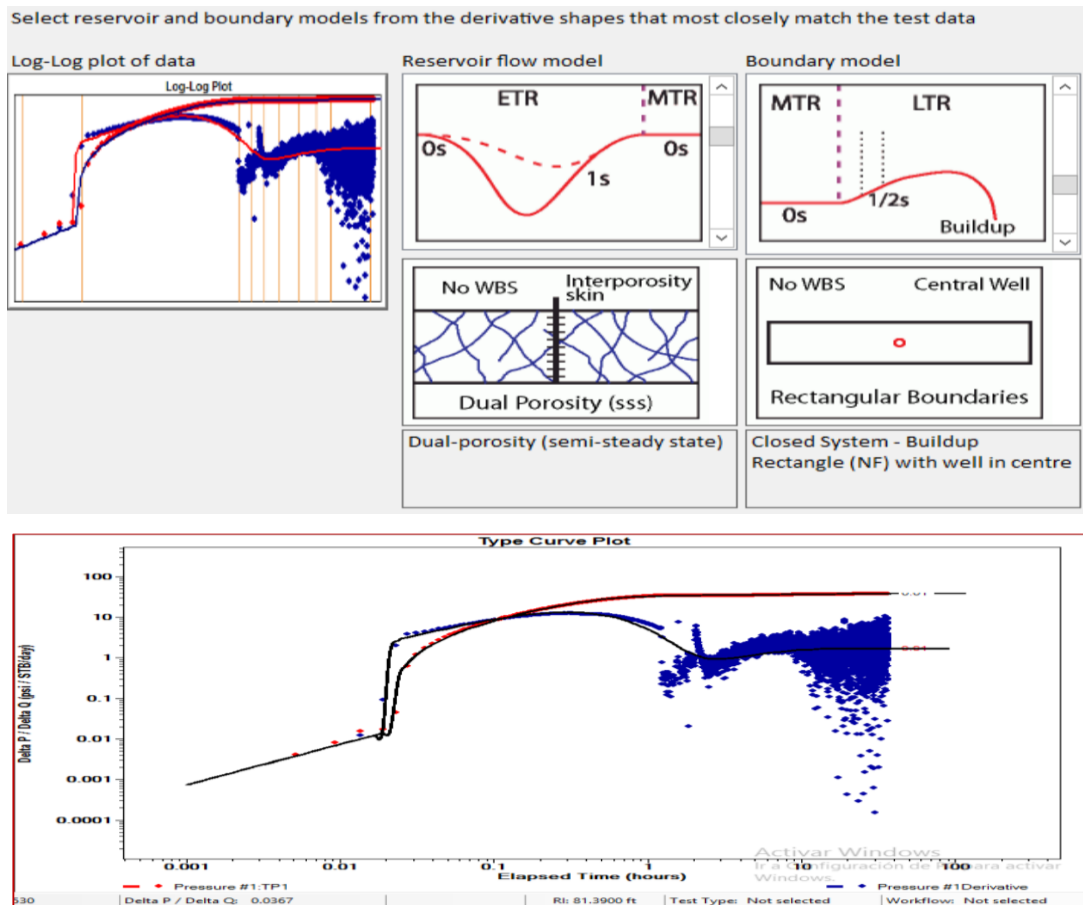 Select reservoir and boundary models from the derivative shapes that most closely match the test data
Log-Log plot of data
Reservoir flow model
Boundary model
Log-Log Plot
ETR
MTR
0s
0s
1s
MTR
LTR
0s
1/2s
Buildup
No WBS
Interporosity
skin
Dual Porosity (sss)
No WBS
Central Well
Rectangular Boundaries
Dual-porosity (semi-steady state)
Closed System - Buildup
Rectangle (NF) with well in centre
Type Curve Plot
Delta P / Delta Q (psi / STB/day)
100
10
1
0.1
0.01
0.001
0.0001
0.001
0.01
0.1
1
10
100
Elapsed Time (hours)
Activar Windows
Ir a Configuración de para activar
Windows.
Pressure #1:TP1
Pressure #1Derivative
530
Delta P / Delta Q: 0.0367
RI: 81.3900 ft
Test Type: Not selected
Workflow: Not selected